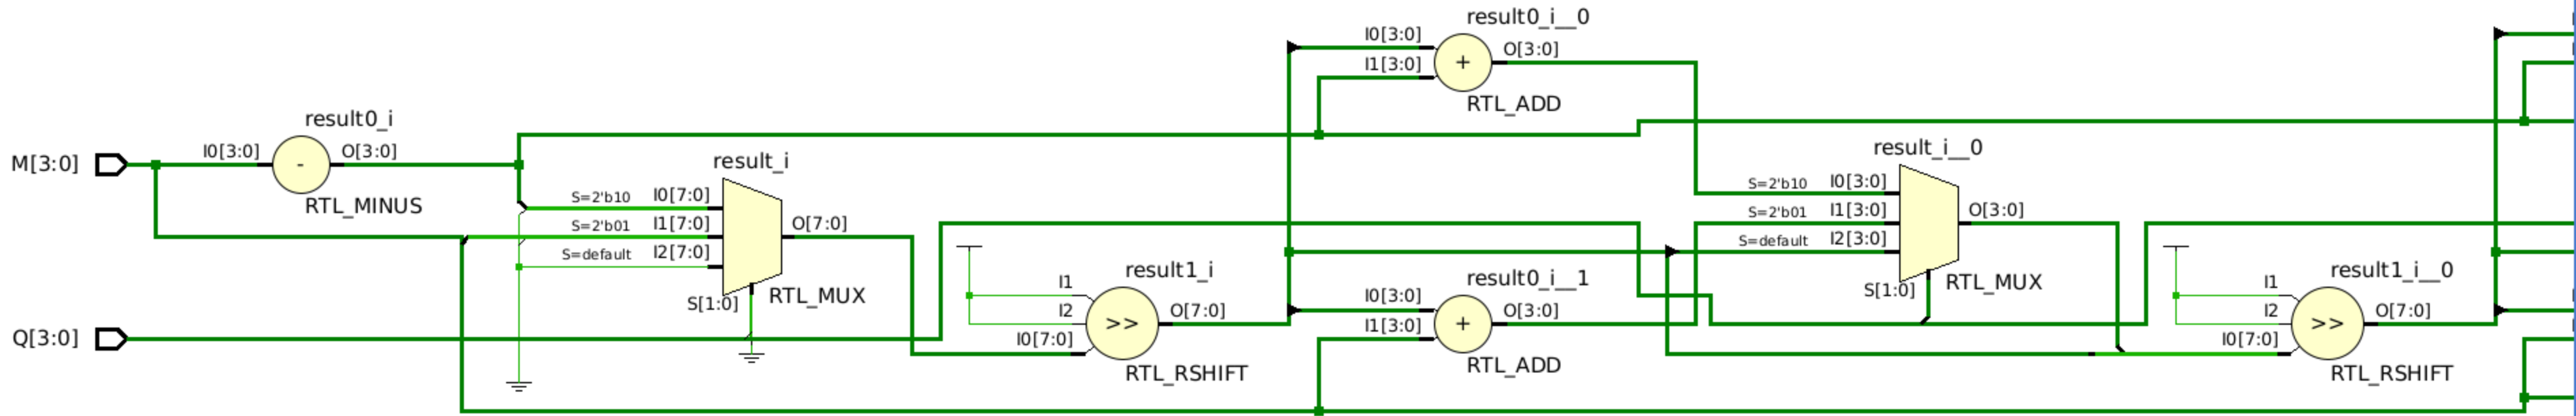 result0_i__0
I0[3:0]
O[3:0]
+
I1[3:0]
RTL_ADD
result0_i
M[3:0]
I0[3:0]
O[3:0]
-
RTL_MINUS
result_i
S=2'b10
I0[7:0]
S=2'b01
I1[7:0]
O[7:0]
S=default
I2[7:0]
S[1:0]
RTL_MUX
Q[3:0]
result1_i
I1
I2
O[7:0]
>>
I0[7:0]
RTL_RSHIFT
result0_i__1
I0[3:0]
O[3:0]
+
I1[3:0]
RTL_ADD
result_i__0
S=2'b10
I0[3:0]
S=2'b01
I1[3:0]
O[3:0]
S=default
I2[3:0]
S[1:0]
RTL_MUX
result1_i__0
I1
I2
O[7:0]
>>
I0[7:0]
RTL_RSHIFT